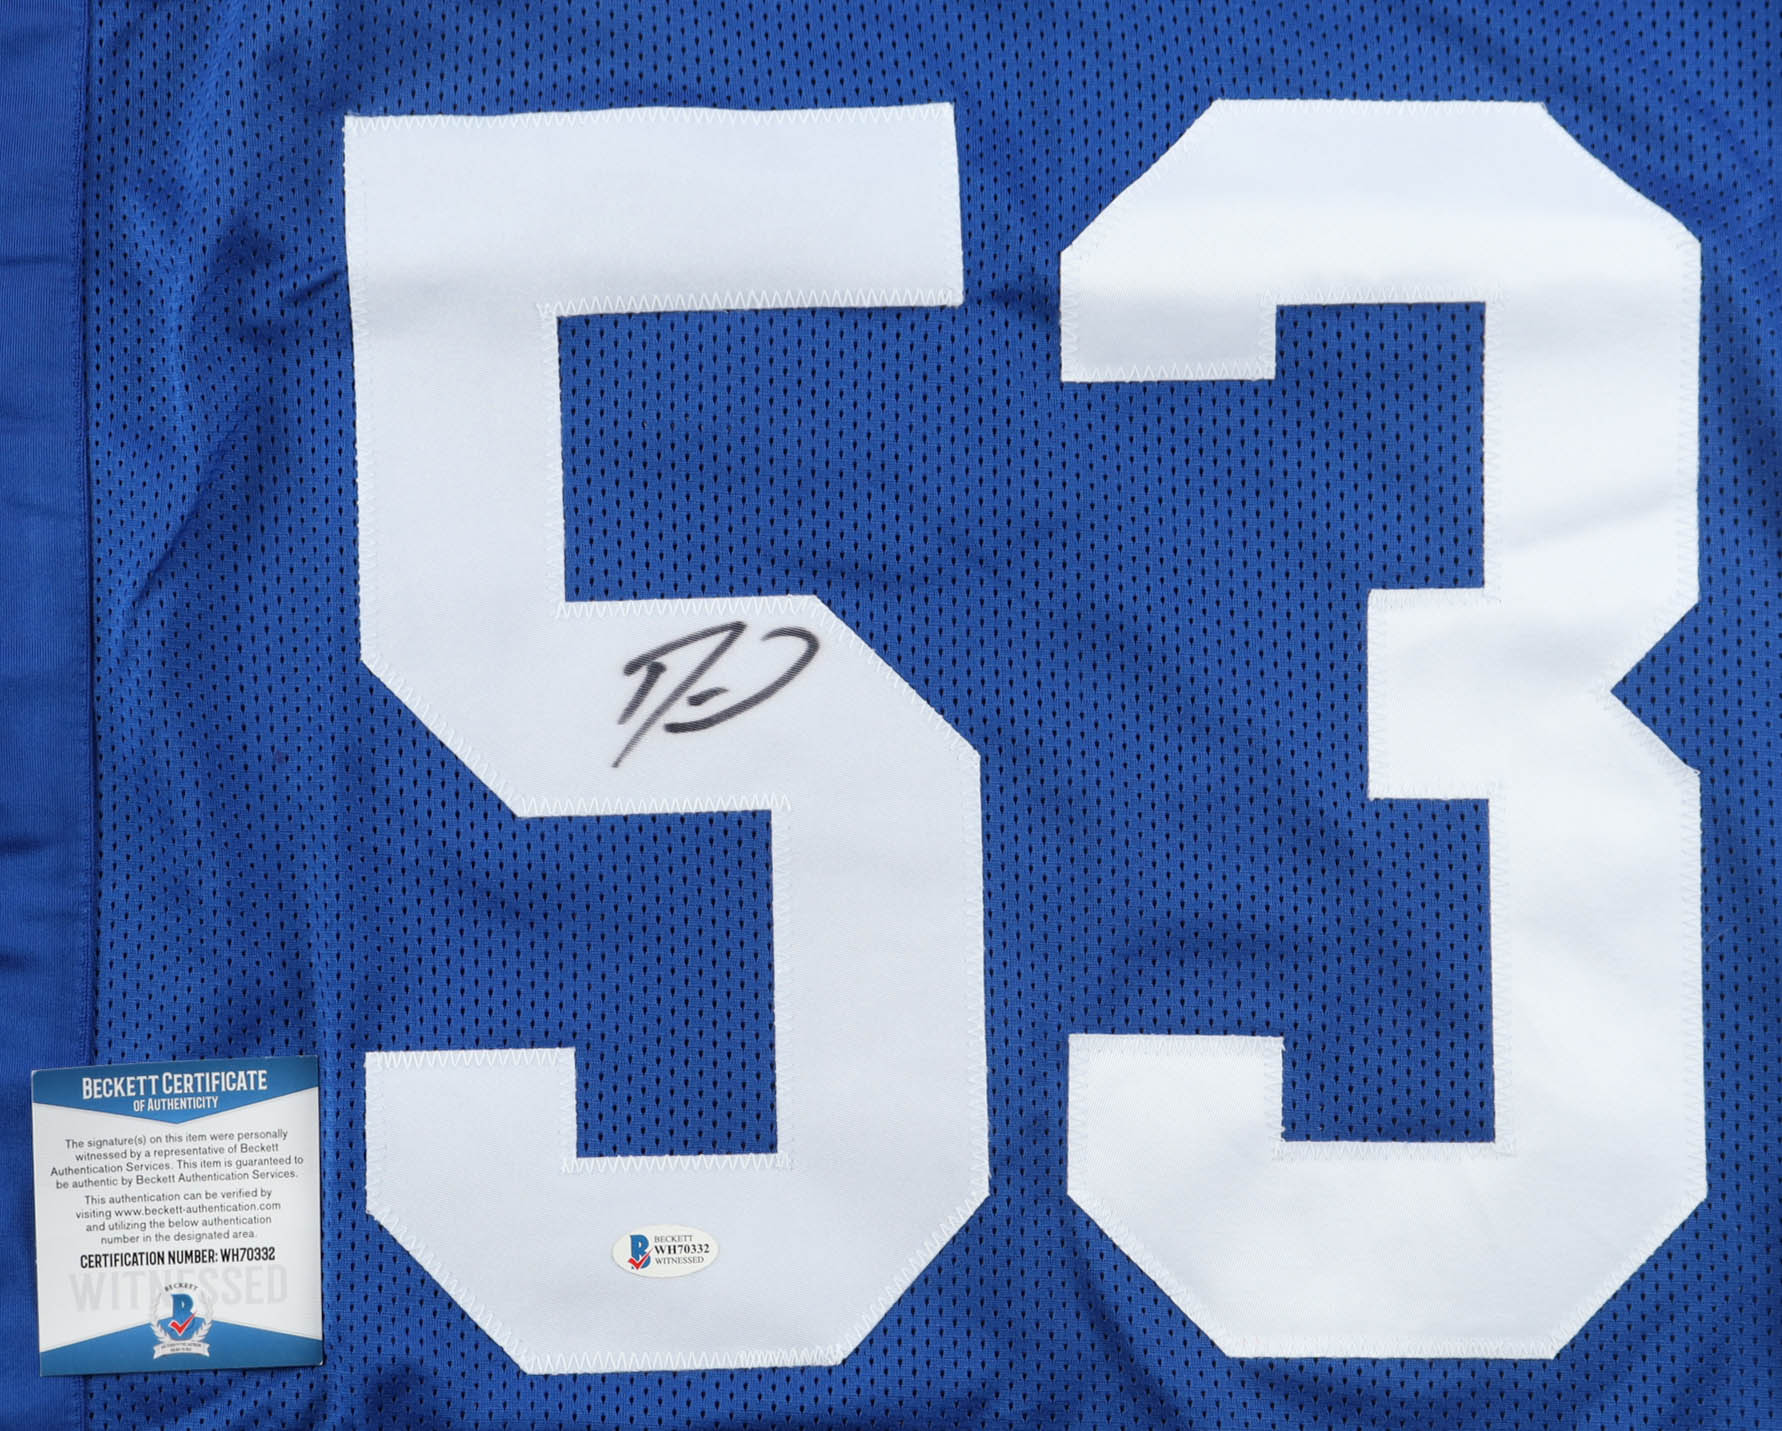 53
BECKETT CERTIFICATE
OF AUTHENTICITY
The signature(s) on this item were personally
witnessed by a representative of Beckett
Authentication Services. This item is guaranteed to
be authentic by Beckett Authentication Services.
This authentication can be verified by
visiting www.beckett-authentication.com
and utilizing the below authentication
number in the designated area.
CERTIFICATION NUMBER: WH70332
WITNESSED
BECKETT
B
B
BECKETT
WH70332
WITNESSED